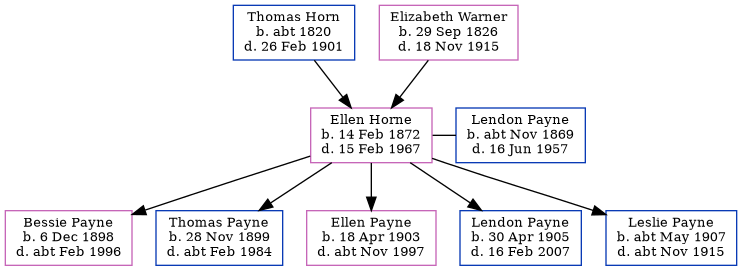 Thomas Horn
b. abt 1820
d. 26 Feb 1901
Elizabeth Warner
b. 29 Sep 1826
d. 18 Nov 1915
Ellen Horne
b. 14 Feb 1872
d. 15 Feb 1967
Lendon Payne
b. abt Nov 1869
d. 16 Jun 1957
Bessie Payne
b. 6 Dec 1898
d. abt Feb 1996
Thomas Payne
b. 28 Nov 1899
d. abt Feb 1984
Ellen Payne
b. 18 Apr 1903
d. abt Nov 1997
Lendon Payne
b. 30 Apr 1905
d. 16 Feb 2007
Leslie Payne
b. abt May 1907
d. abt Nov 1915